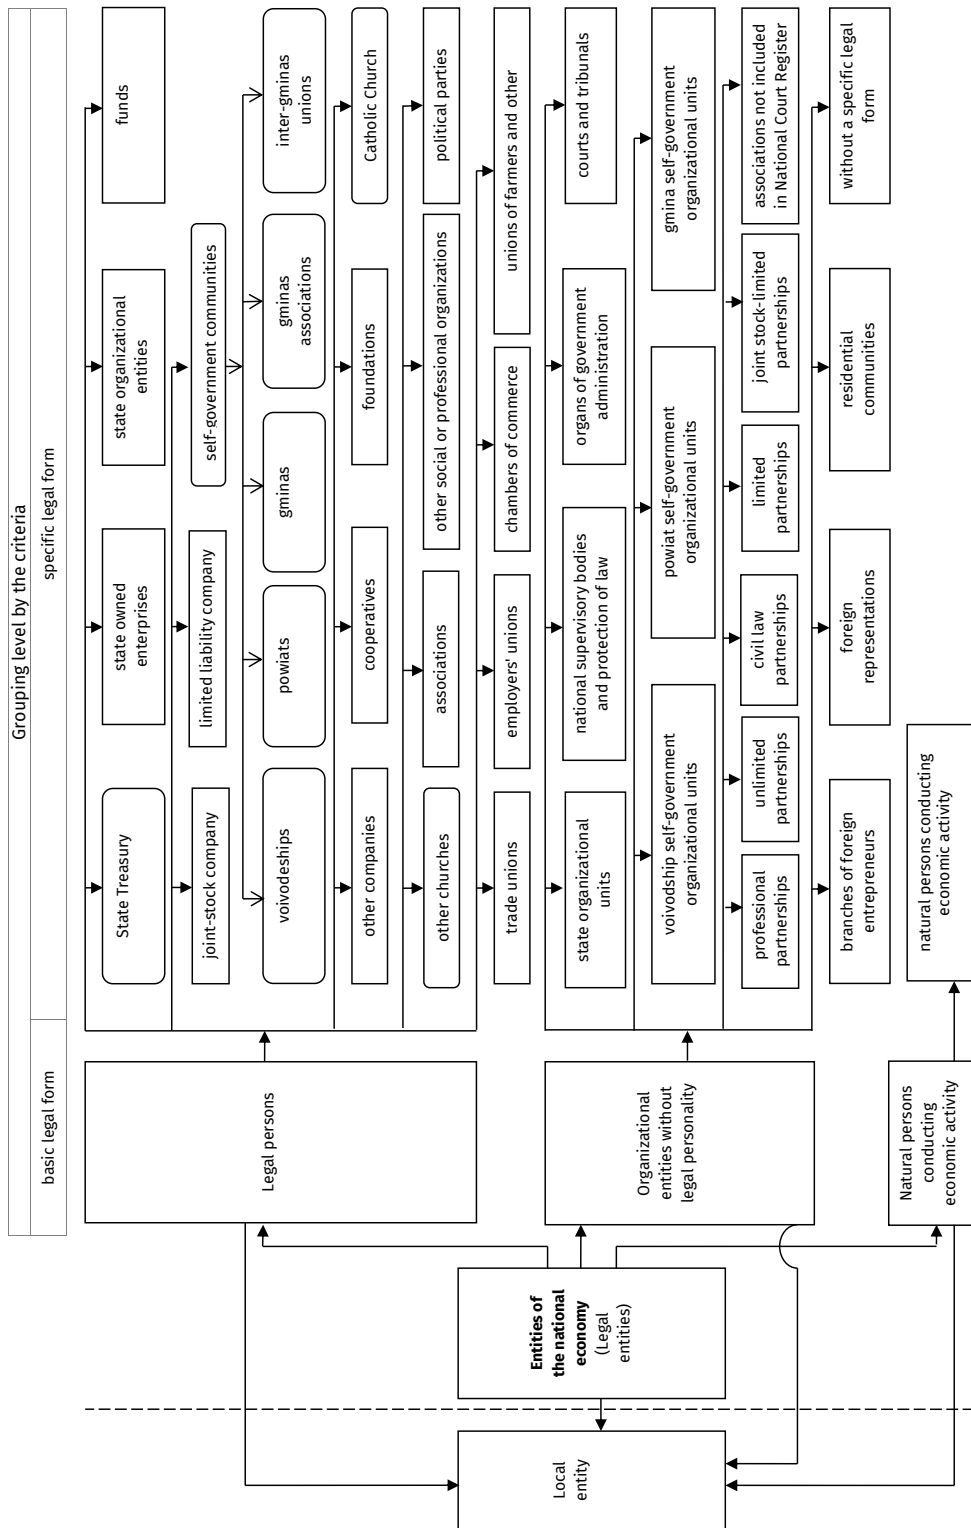 Grouping level by the criteria
basic legal form
specific legal form
Legal persons
State Treasury
state owned
enterprises
state organizational
entities
funds
joint-stock company
limited liability company
self-government communities
voivodeships
powiats
gminas
gminas
associations
inter-gminas
unions
other companies
cooperatives
foundations
Catholic Church
other churches
associations
other social or professional organizations
political parties
trade unions
employers' unions
chambers of commerce
unions of farmers and other
Local
entity
Entities of
the national
economy
(Legal
entities)
Organizational
entities without
legal personality
state organizational
units
national supervisory bodies
and protection of law
organs of government
administration
courts and tribunals
voivodship self-government
organizational units
powiat self-government
organizational units
gmina self-government
organizational units
professional
partnerships
unlimited
partnerships
civil law
partnerships
limited
partnerships
joint stock-limited
partnerships
associations not included
in National Court Register
branches of foreign
entrepreneurs
foreign
representations
residential
communities
without a specific legal
form
Natural persons
conducting
economic activity
natural persons conducting
economic activity